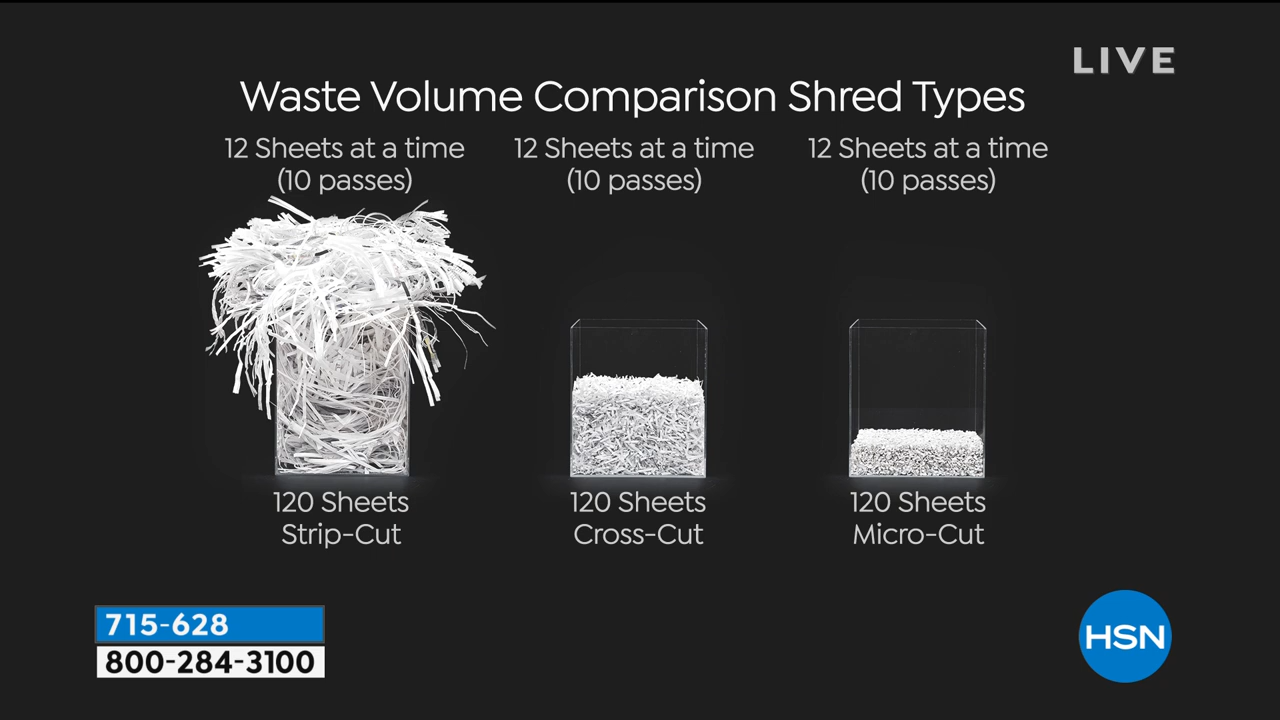 LIVE
Waste Volume Comparison Shred Types
12 Sheets at a time
(10 passes)
12 Sheets at a time
(10 passes)
12 Sheets at a time
(10 passes)
120 Sheets
Strip-Cut
120 Sheets
Cross-Cut
120 Sheets
Micro-Cut
715-628
800-284-3100
HSN